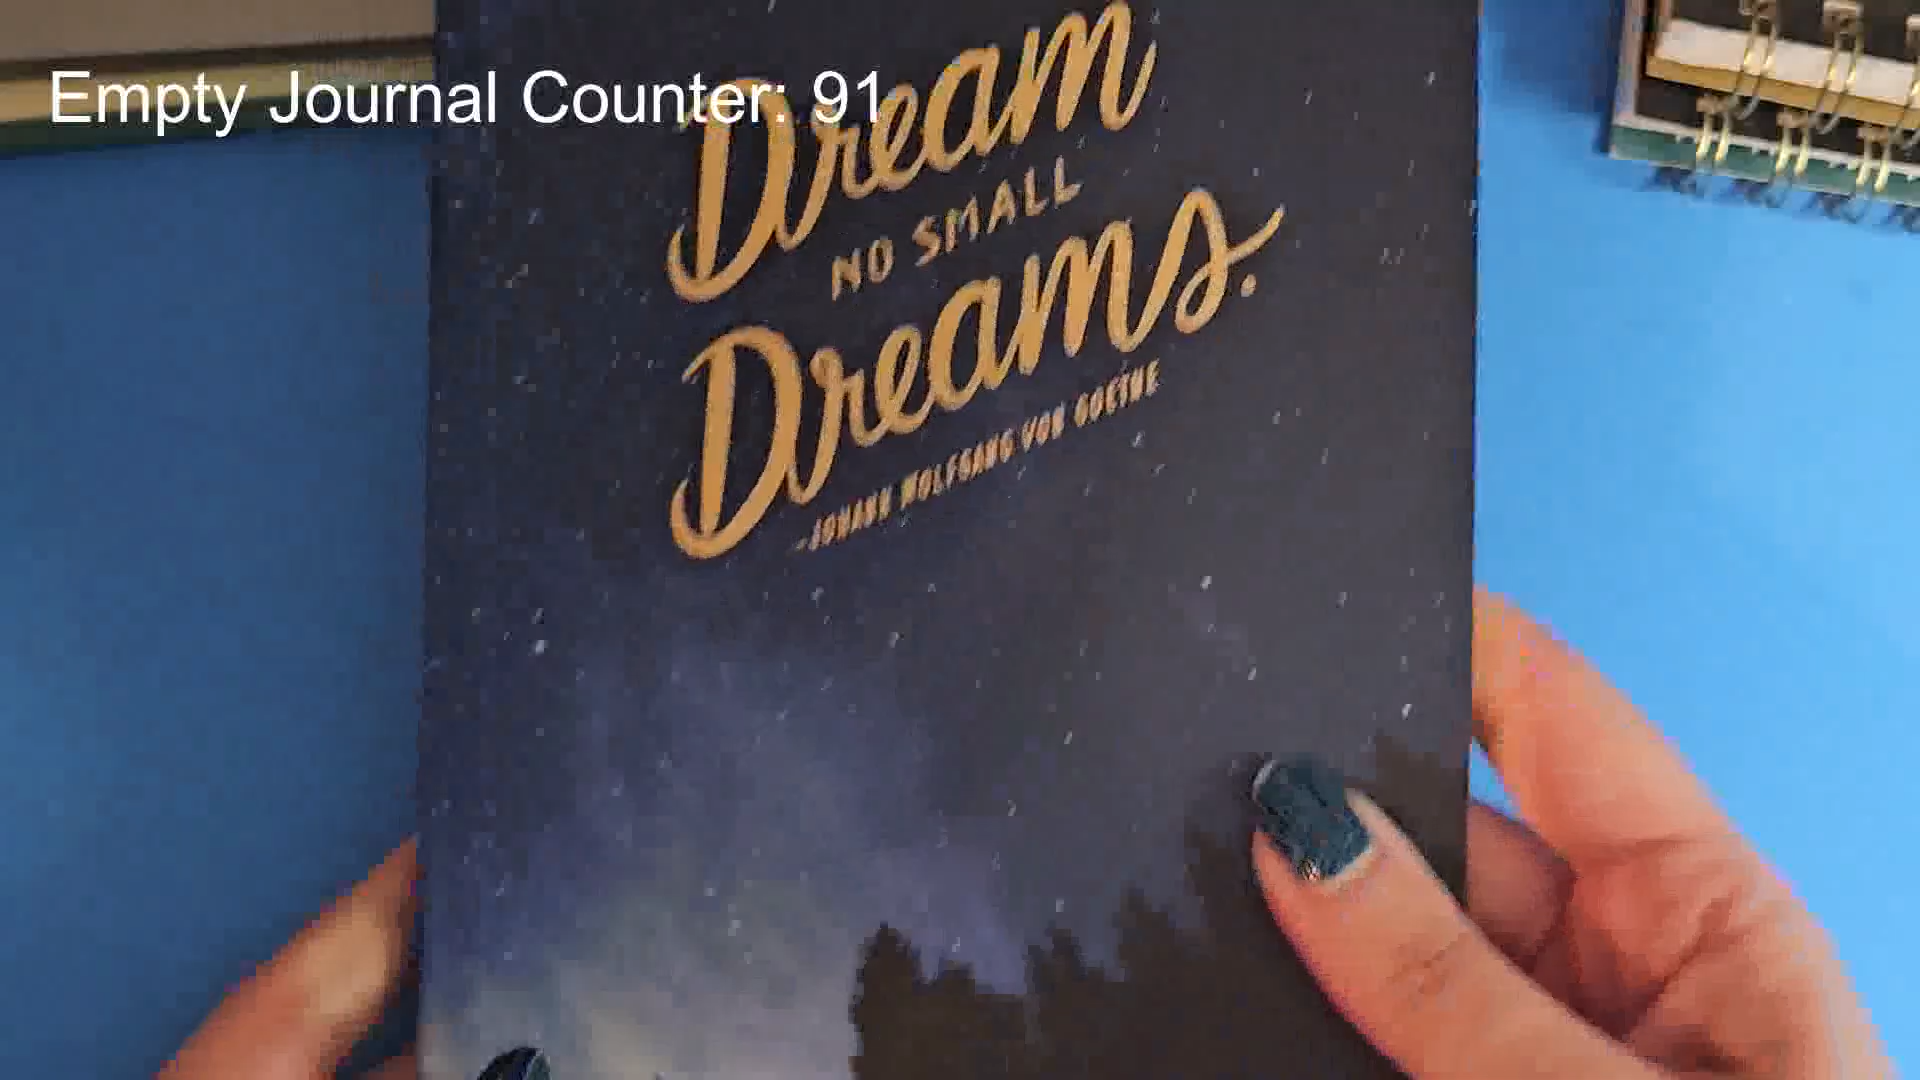 Empty Journal Counter: 91
Dream
NO SMALL
Dreams.
-JOHANN WOLFGANG VON GOETHE